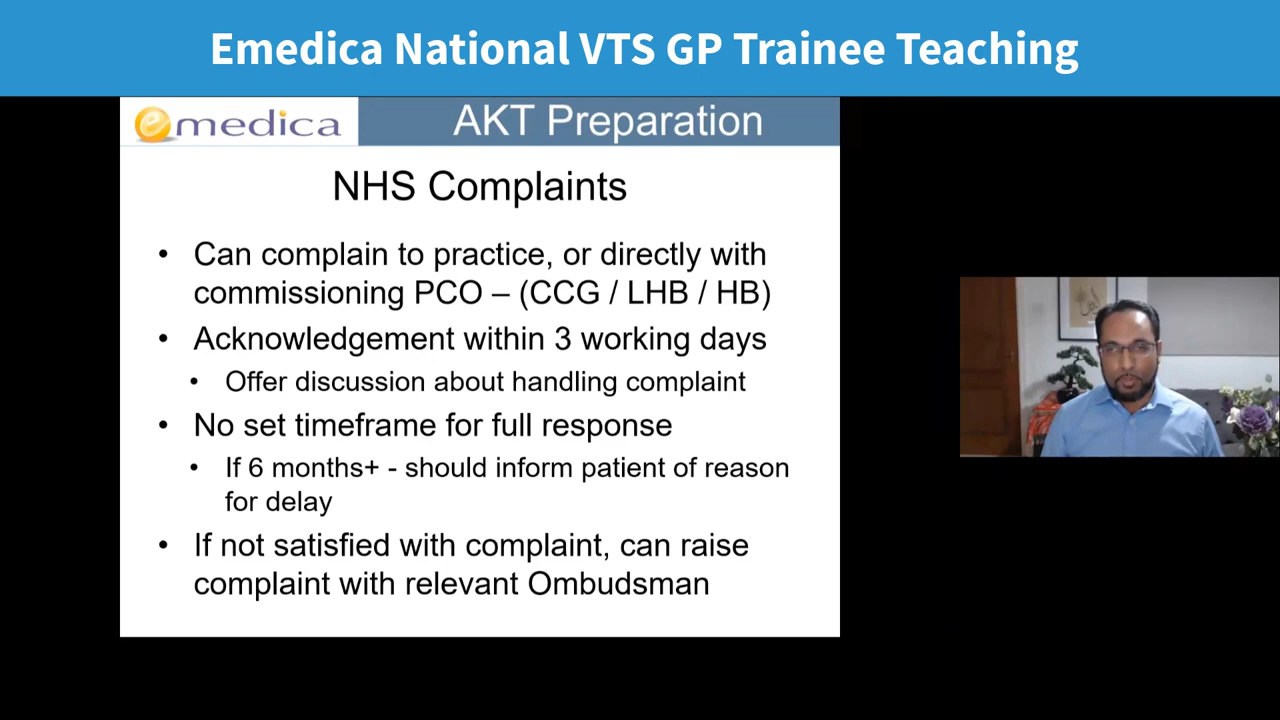 Emedica National VTS GP Trainee Teaching
emedica
AKT Preparation
NHS Complaints
• Can complain to practice, or directly with
commissioning PCO – (CCG / LHB / HB)
• Acknowledgement within 3 working days
• Offer discussion about handling complaint
• No set timeframe for full response
• If 6 months+ - should inform patient of reason
for delay
• If not satisfied with complaint, can raise
complaint with relevant Ombudsman